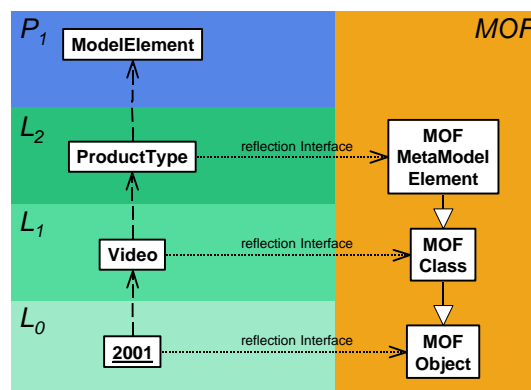 P1
MOF
ModelElement
L2
ProductType
reflection Interface
MOF
MetaModel
Element
L1
Video
reflection Interface
MOF
Class
L0
2001
reflection Interface
MOF
Object